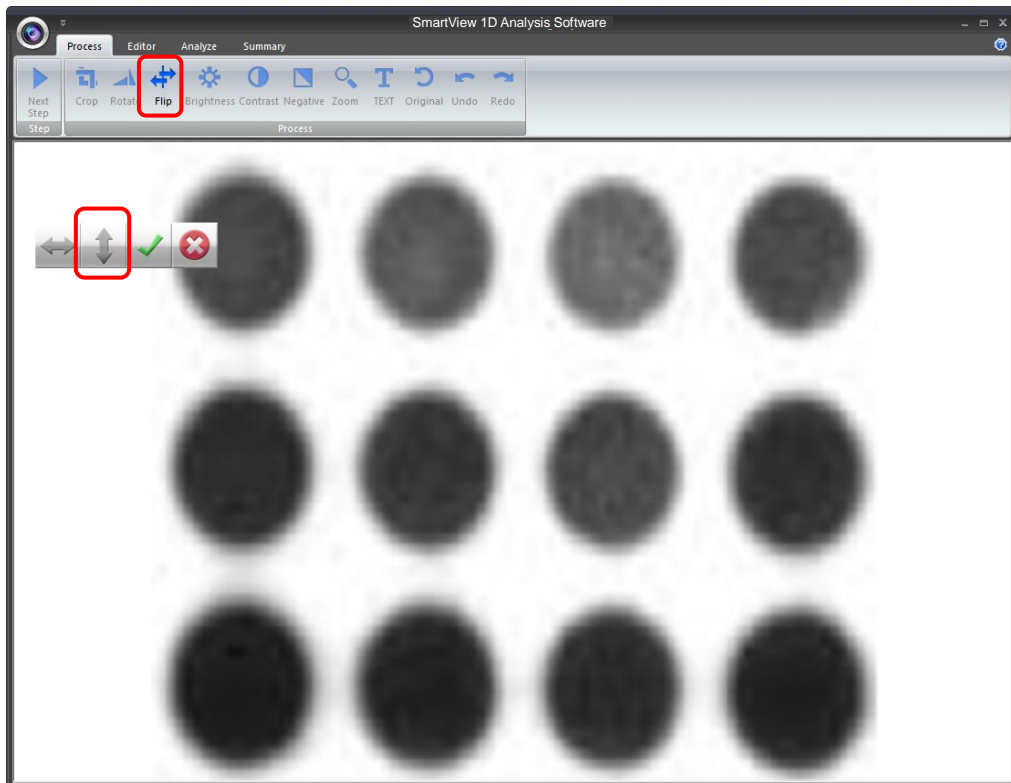 SmartView 1D Analysis Software
Process Editor Analyze Summary
Next Step
Crop Rotate Flip Brightness Contrast Negative Zoom TEXT Original Undo Redo
Step Process